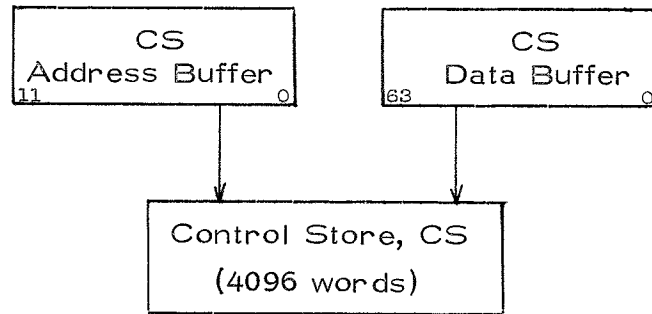 CS
Address Buffer
11 0
CS
Data Buffer
63 0
Control Store, CS
(4096 words)